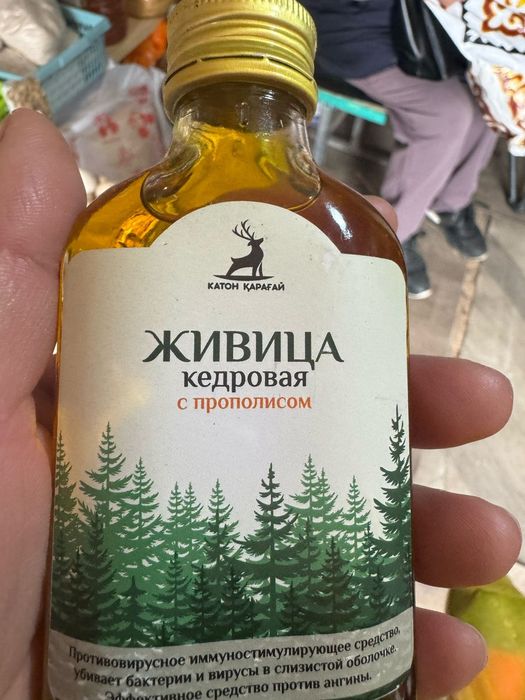 КАТОН ҚАРАҒАЙ
ЖИВИЦА
кедровая
с прополисом
Противовирусное иммуностимулирующее средство,
убивает бактерии и вирусы в слизистой оболочке.
Эффективное средство против ангины.